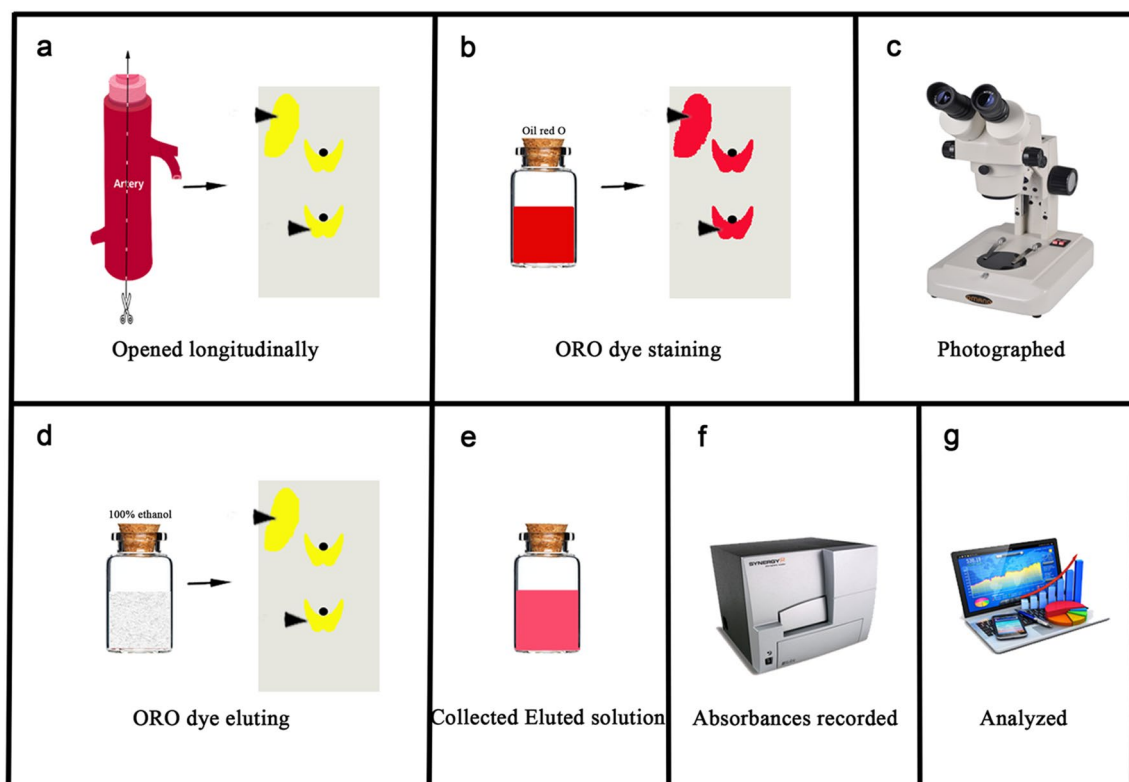 a
Artery
Opened longitudinally
b
Oil red O
ORO dye staining
c
Photographed
d
100% ethanol
ORO dye eluting
e
Collected Eluted solution
f
SYNERGY
Absorbances recorded
g
Analyzed